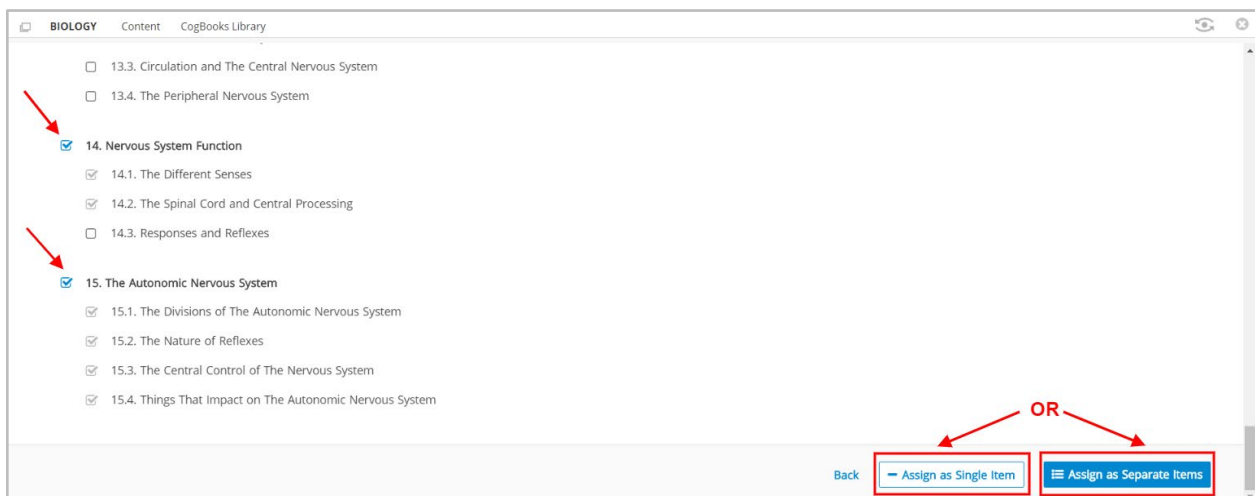 BIOLOGY Content CogBooks Library
13.3. Circulation and The Central Nervous System
13.4. The Peripheral Nervous System
14. Nervous System Function
14.1. The Different Senses
14.2. The Spinal Cord and Central Processing
14.3. Responses and Reflexes
15. The Autonomic Nervous System
15.1. The Divisions of The Autonomic Nervous System
15.2. The Nature of Reflexes
15.3. The Central Control of The Nervous System
15.4. Things That Impact on The Autonomic Nervous System
OR
Back Assign as Single Item Assign as Separate Items